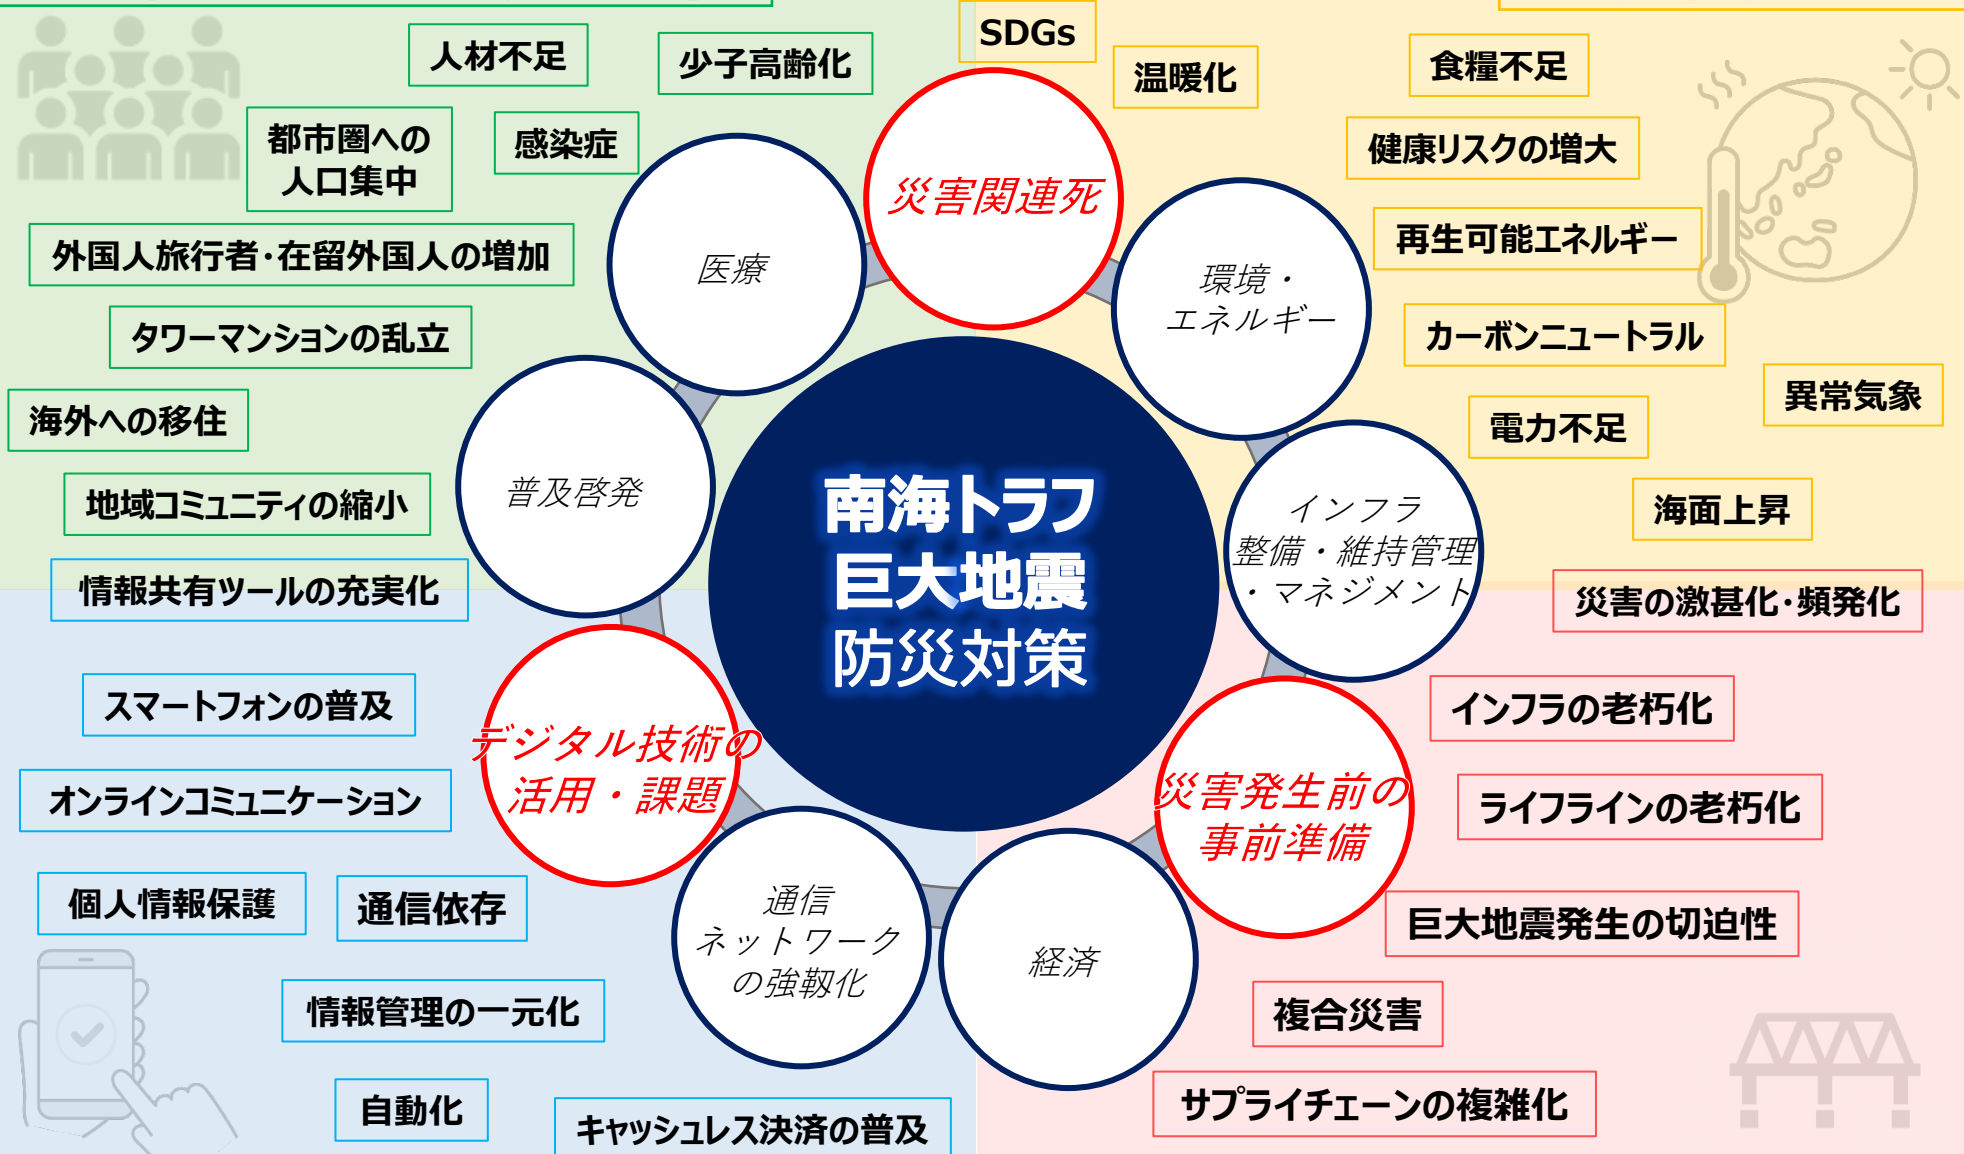 人材不足
少子高齢化
都市圏への
人口集中
感染症
外国人旅行者・在留外国人の増加
タワーマンションの乱立
海外への移住
地域コミュニティの縮小
SDGs
温暖化
食糧不足
健康リスクの増大
再生可能エネルギー
カーボンニュートラル
異常気象
電力不足
海面上昇
災害関連死
医療
環境・
エネルギー
普及啓発
インフラ
整備・維持管理
・マネジメント
南海トラフ
巨大地震
防災対策
デジタル技術の
活用・課題
災害発生前の
事前準備
通信
ネットワーク
の強靱化
経済
情報共有ツールの充実化
スマートフォンの普及
オンラインコミュニケーション
個人情報保護
通信依存
情報管理の一元化
自動化
キャッシュレス決済の普及
災害の激甚化・頻発化
インフラの老朽化
ライフラインの老朽化
巨大地震発生の切迫性
複合災害
サプライチェーンの複雑化